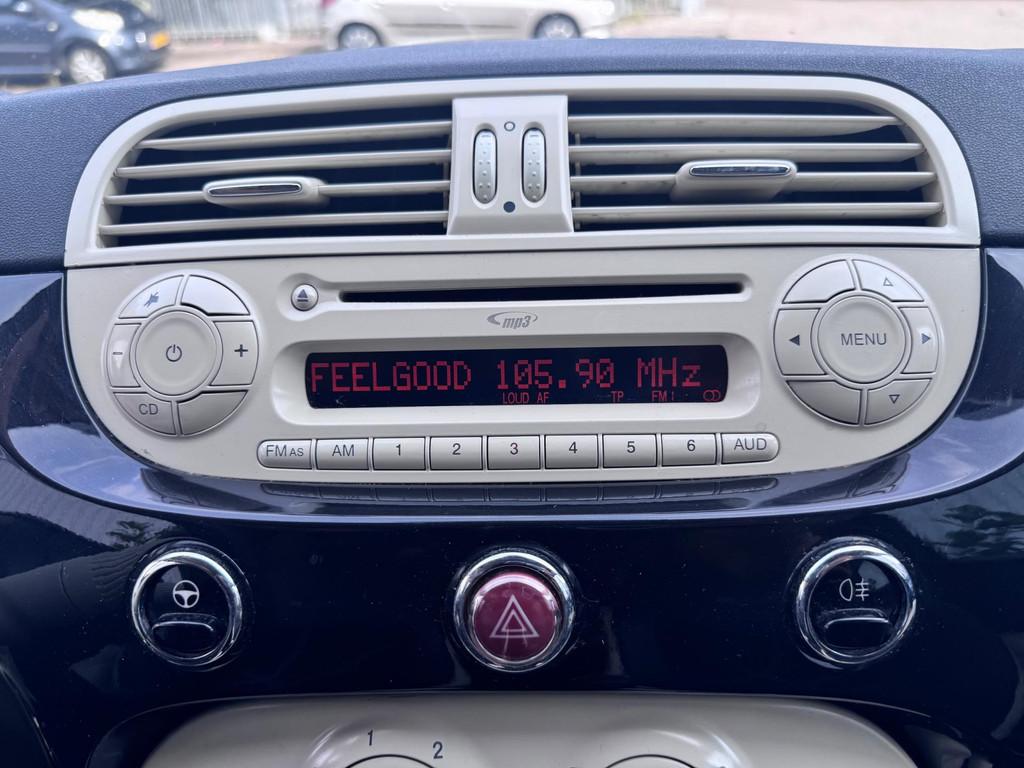 mp3
FEELGOOD 105.90 MHz
LOUD AF TP FM1
MENU
CD
FM AS AM 1 2 3 4 5 6 AUD
1 2